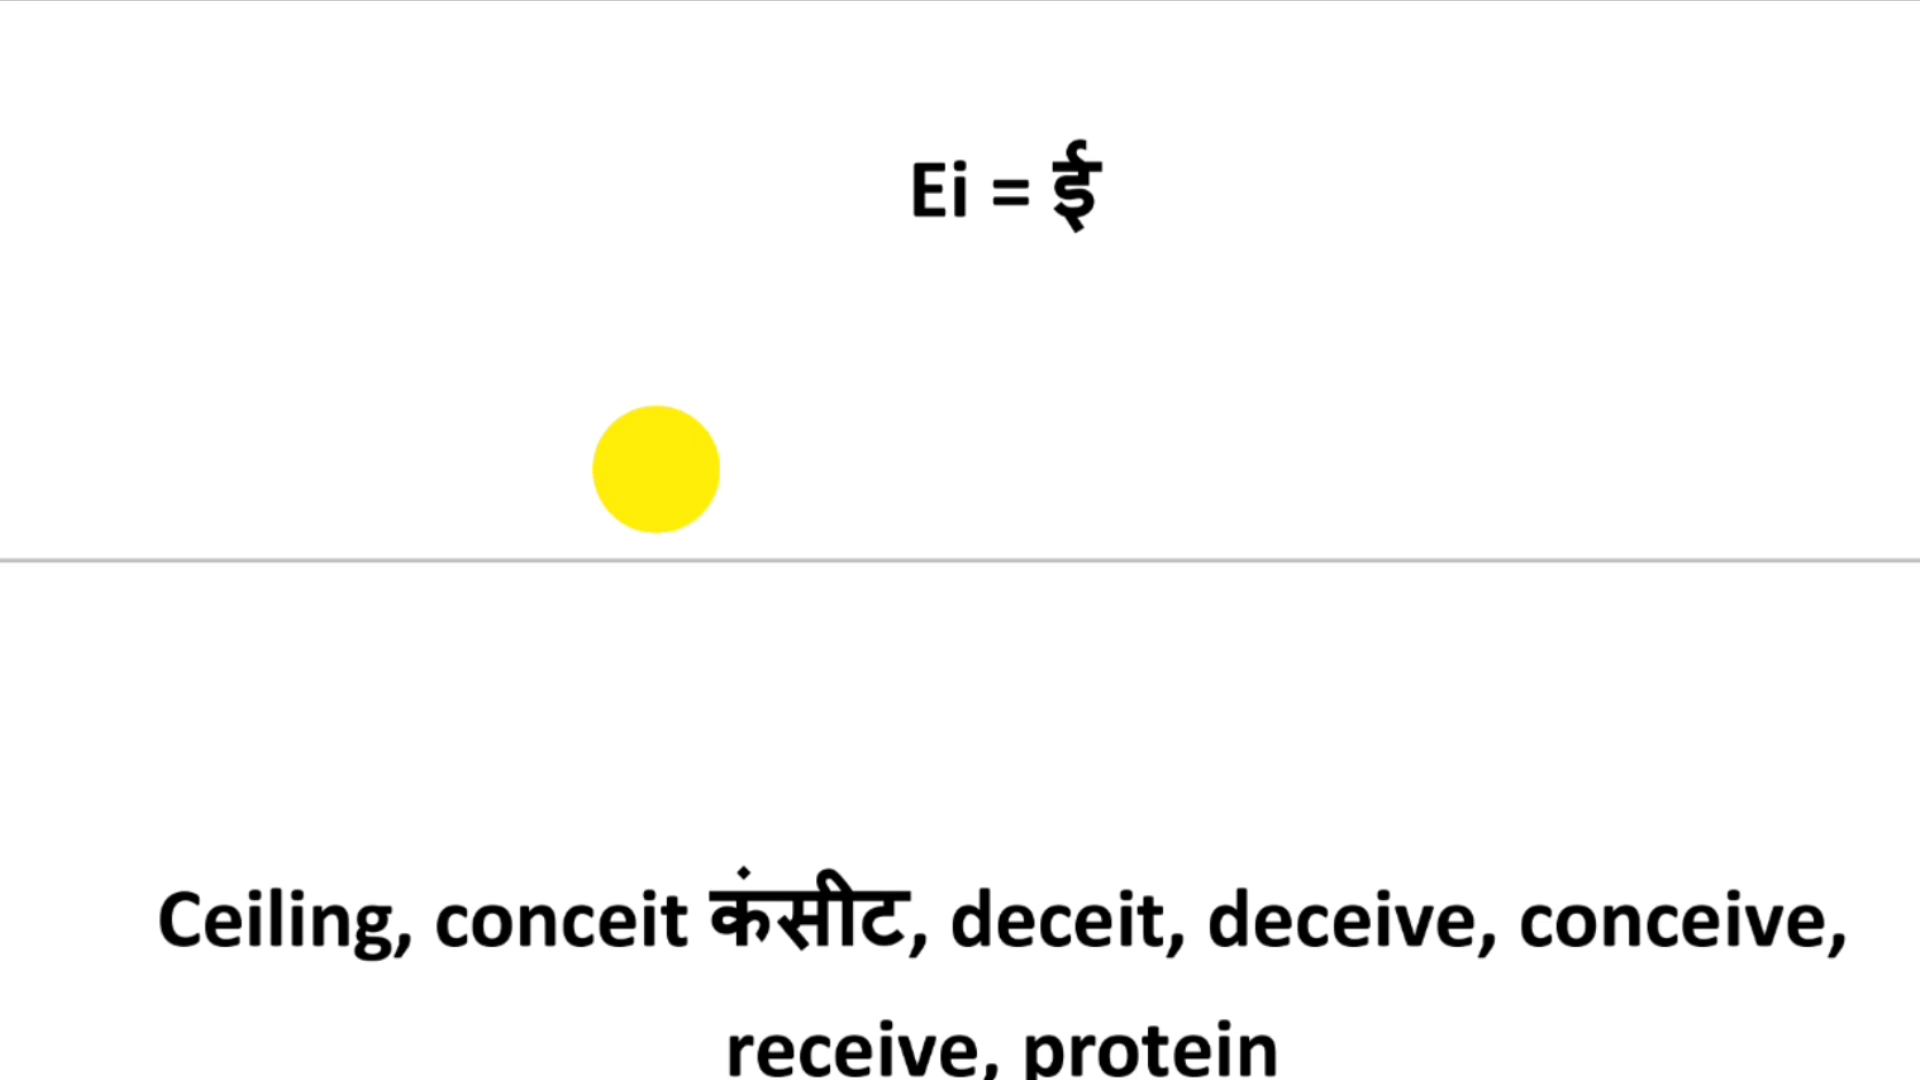 Ei = ई
Ceiling, conceit कंसीट, deceit, deceive, conceive,
receive, protein